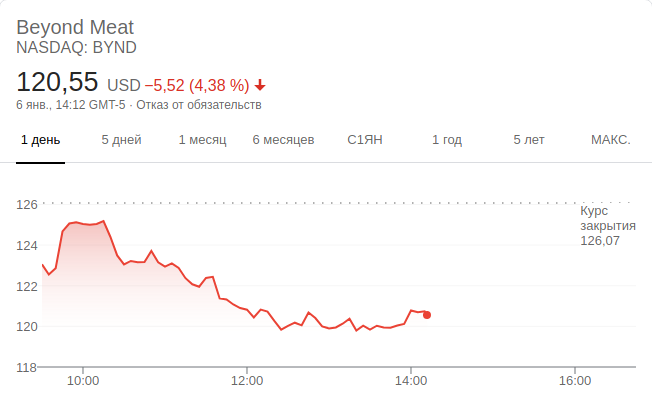 Beyond Meat
NASDAQ: BYND
120,55 USD −5,52 (4,38 %)
6 янв., 14:12 GMT-5 · Отказ от обязательств
1 день 5 дней 1 месяц 6 месяцев С1ЯН 1 год 5 лет МАКС.
126
Курс
закрытия
126,07
124
122
120
118
10:00 12:00 14:00 16:00